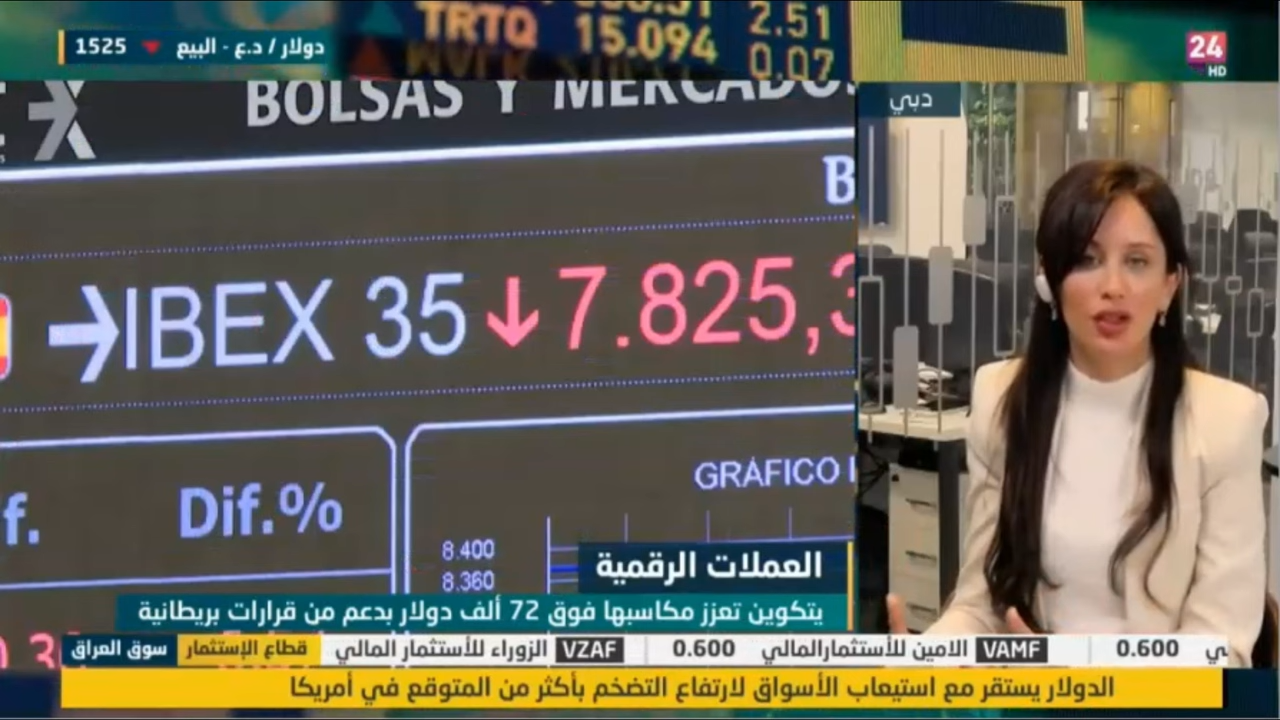 دولار / د.ع - البيع 1525
TRTQ 15.094 2.51
0.07
24
HD
دبي
BOLSAS Y MERCADOS
B
IBEX 35 ↓7.825,3
f. Dif.%
GRÁFICO I
8.400
8.360
العملات الرقمية
يتكوين تعزز مكاسبها فوق 72 ألف دولار بدعم من قرارات بريطانية
سوق العراق قطاع الإستثمار الزوراء للأستثمار المالي VZAF 0.600 الامين للأستثمارالمالي VAMF 0.600
الدولار يستقر مع استيعاب الأسواق لارتفاع التضخم بأكثر من المتوقع في أمريكا